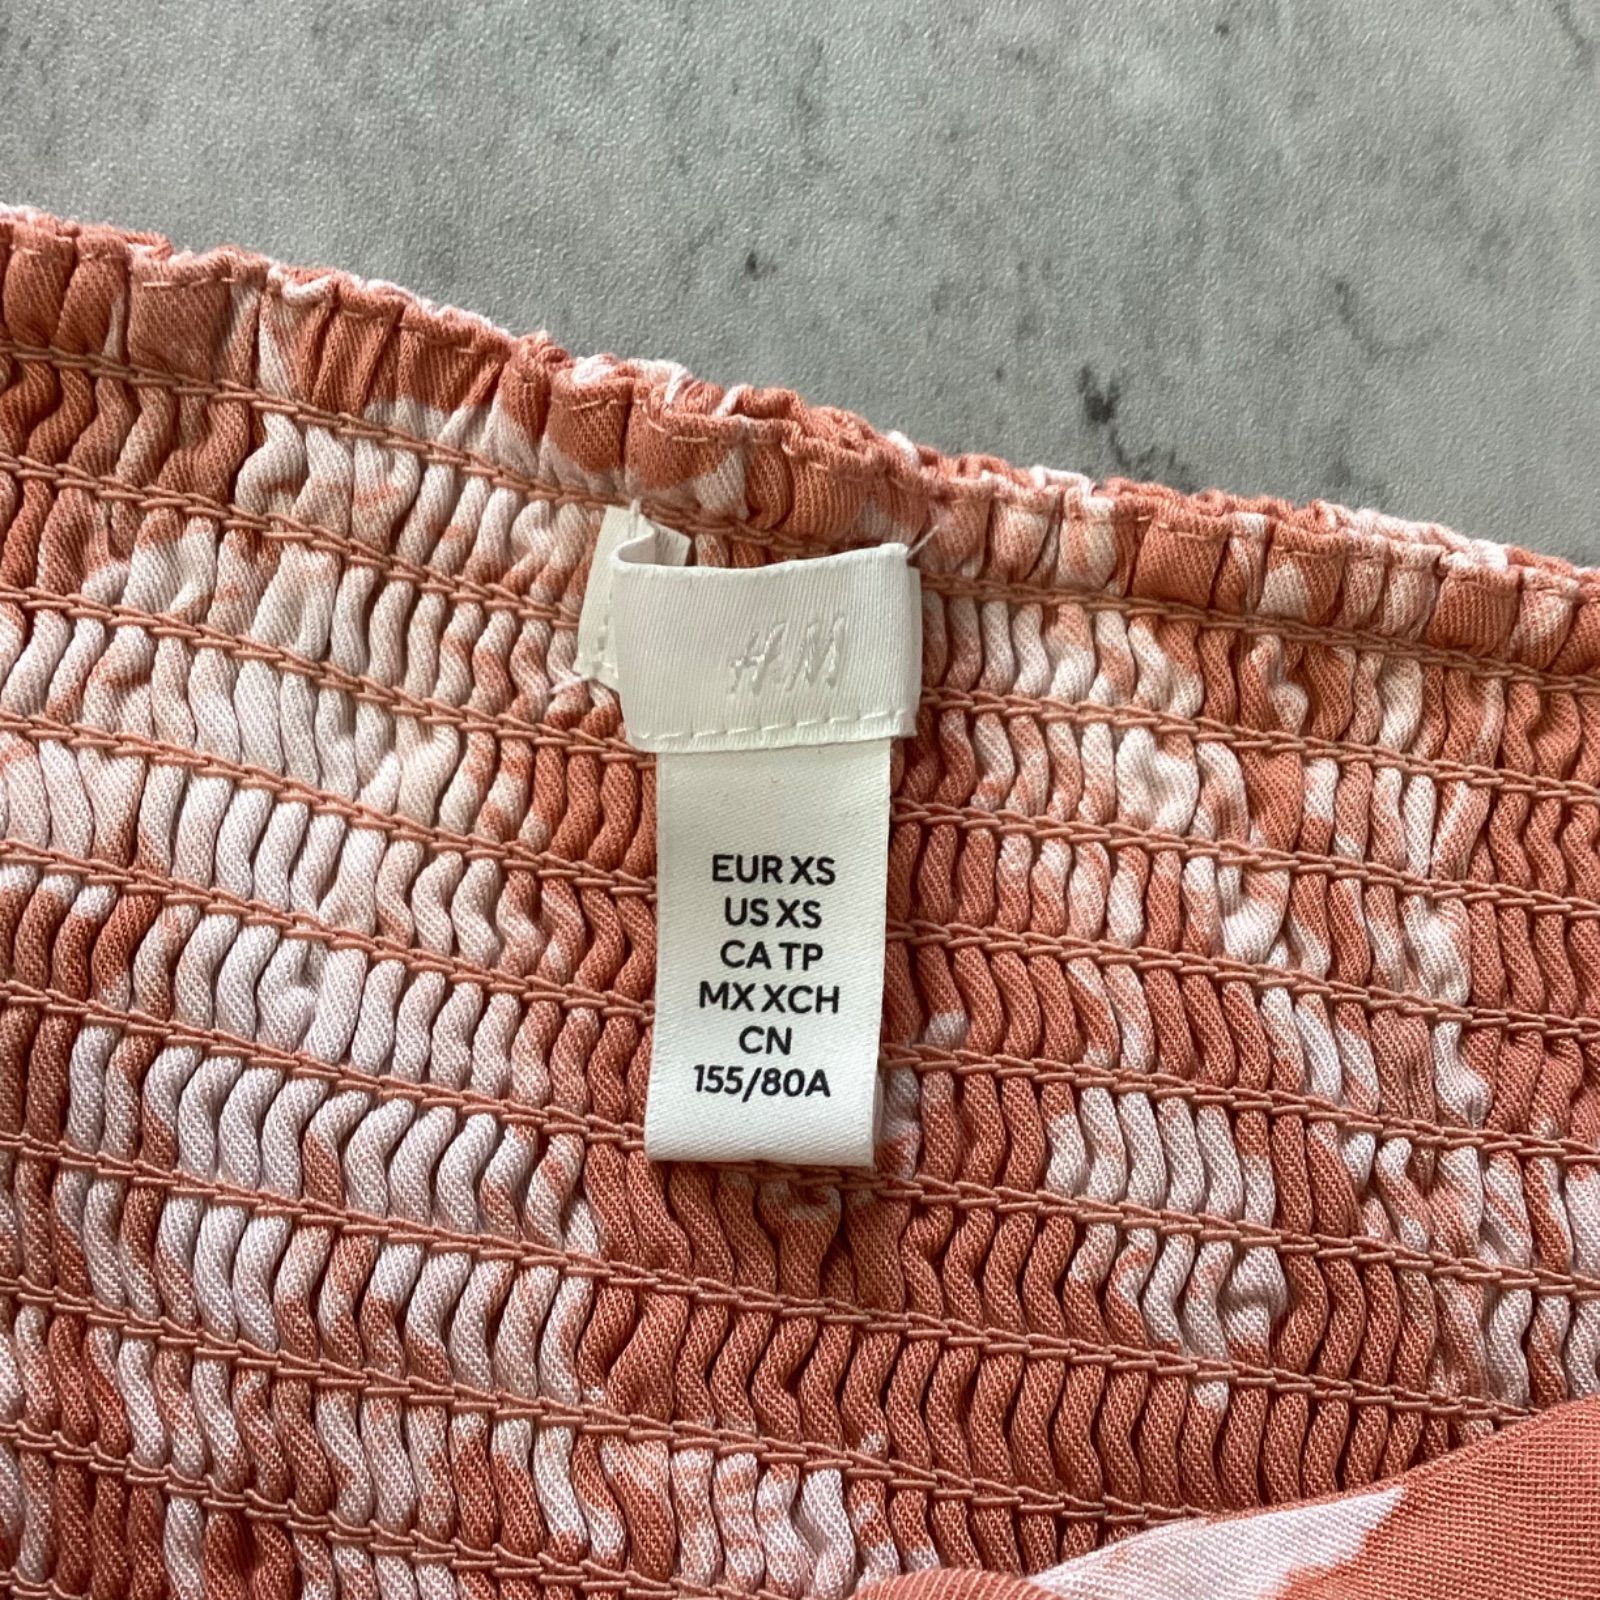 H&M
EUR XS
US XS
CA TP
MX XCH
CN
155/80A